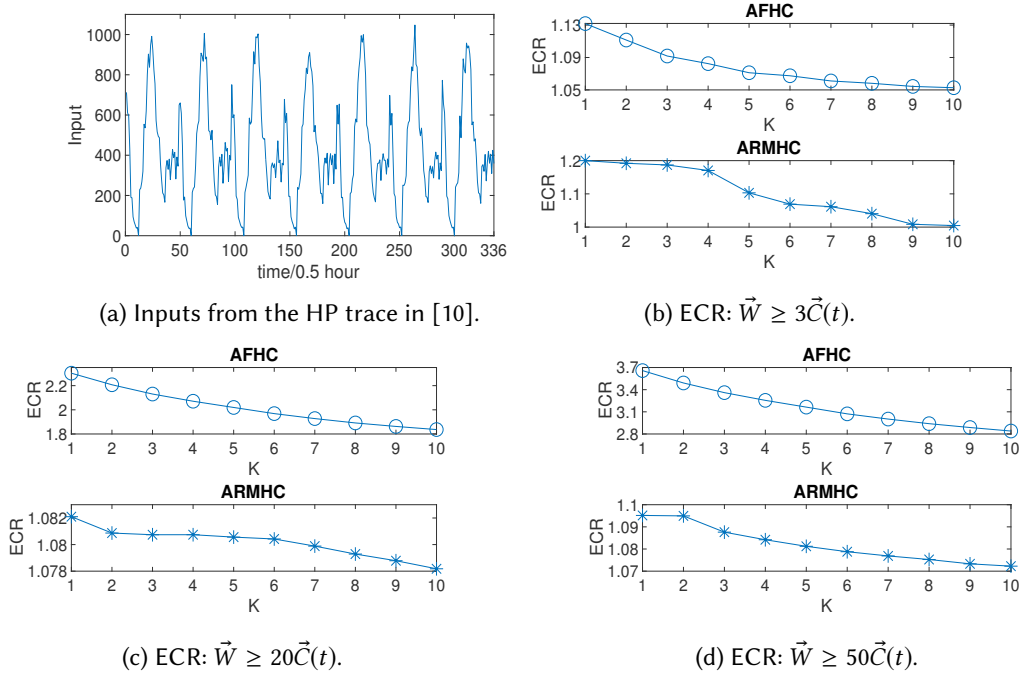 1000
800
600
400
200
0
Input
0 50 100 150 200 250 300 336
time/0.5 hour
(a) Inputs from the HP trace in [10].
AFHC
1.13
1.09
1.05
ECR
1 2 3 4 5 6 7 8 9 10
K
ARMHC
1.2
1.1
1
ECR
1 2 3 4 5 6 7 8 9 10
K
(b) ECR: W⃗ ≥ 3C⃗(t).
AFHC
2.2
2
1.8
ECR
1 2 3 4 5 6 7 8 9 10
K
ARMHC
1.082
1.08
1.078
ECR
1 2 3 4 5 6 7 8 9 10
K
(c) ECR: W⃗ ≥ 20C⃗(t).
AFHC
3.7
3.4
3.1
2.8
ECR
1 2 3 4 5 6 7 8 9 10
K
ARMHC
1.1
1.09
1.08
1.07
ECR
1 2 3 4 5 6 7 8 9 10
K
(d) ECR: W⃗ ≥ 50C⃗(t).